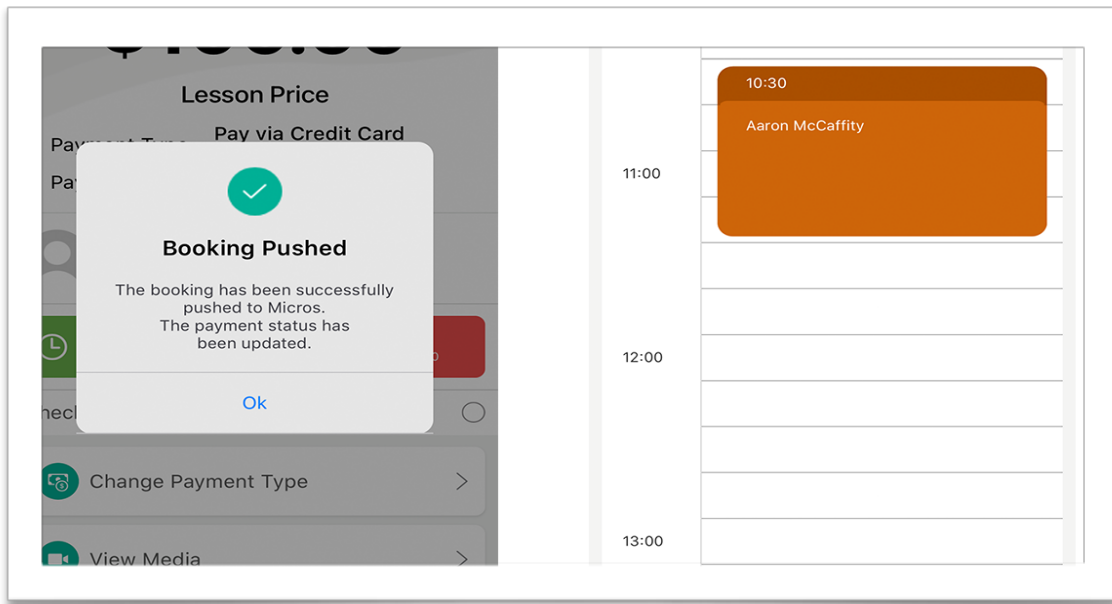 Lesson Price
Pay via Credit Card
Booking Pushed
The booking has been successfully
pushed to Micros.
The payment status has
been updated.
Ok
Change Payment Type
View Media
10:30
Aaron McCaffity
11:00
12:00
13:00